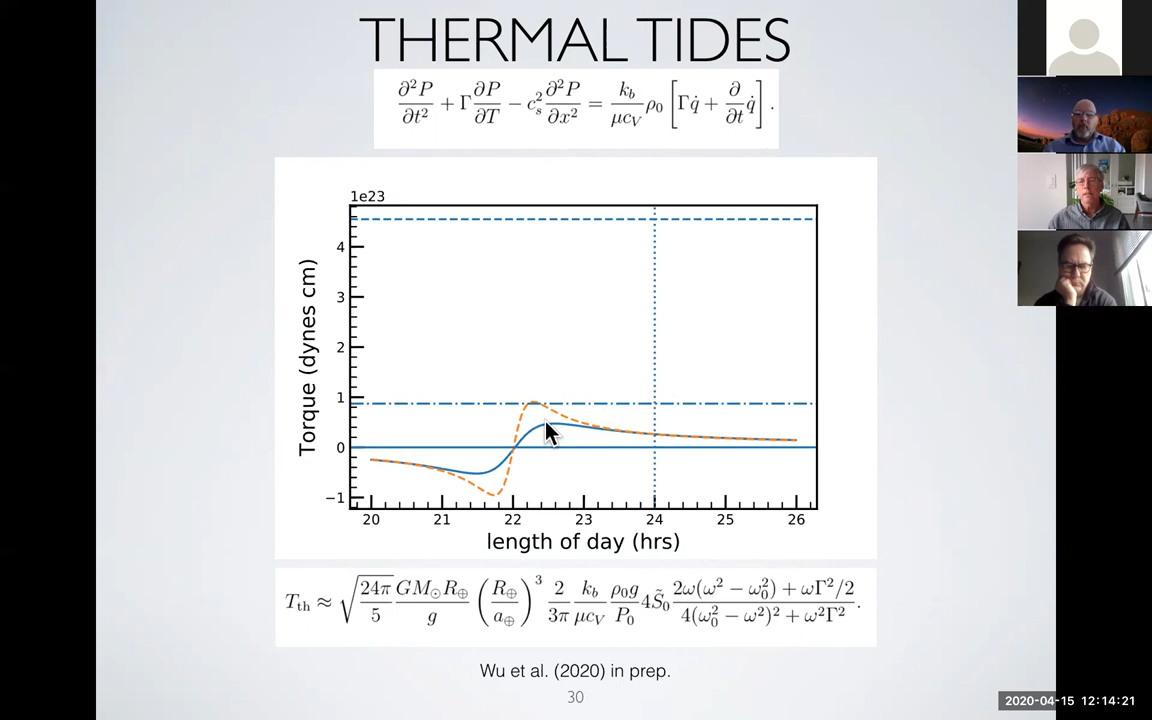 THERMAL TIDES
∂²P/∂t² + Γ ∂P/∂T − c_s² ∂²P/∂x² = k_b/(μc_V) ρ₀ [Γq̇ + ∂/∂t q̇] .
1e23
4
3
2
1
0
−1
Torque (dynes cm)
20 21 22 23 24 25 26
length of day (hrs)
T_th ≈ √(24π/5) GM_⊙R_⊕/g (R_⊕/a_⊕)³ 2/(3π) k_b/(μc_V) ρ₀g/P₀ 4S̃₀ (2ω(ω² − ω₀²) + ωΓ²/2)/(4(ω₀² − ω²)² + ω²Γ²) .
Wu et al. (2020) in prep.
30
2020-04-15 12:14:21